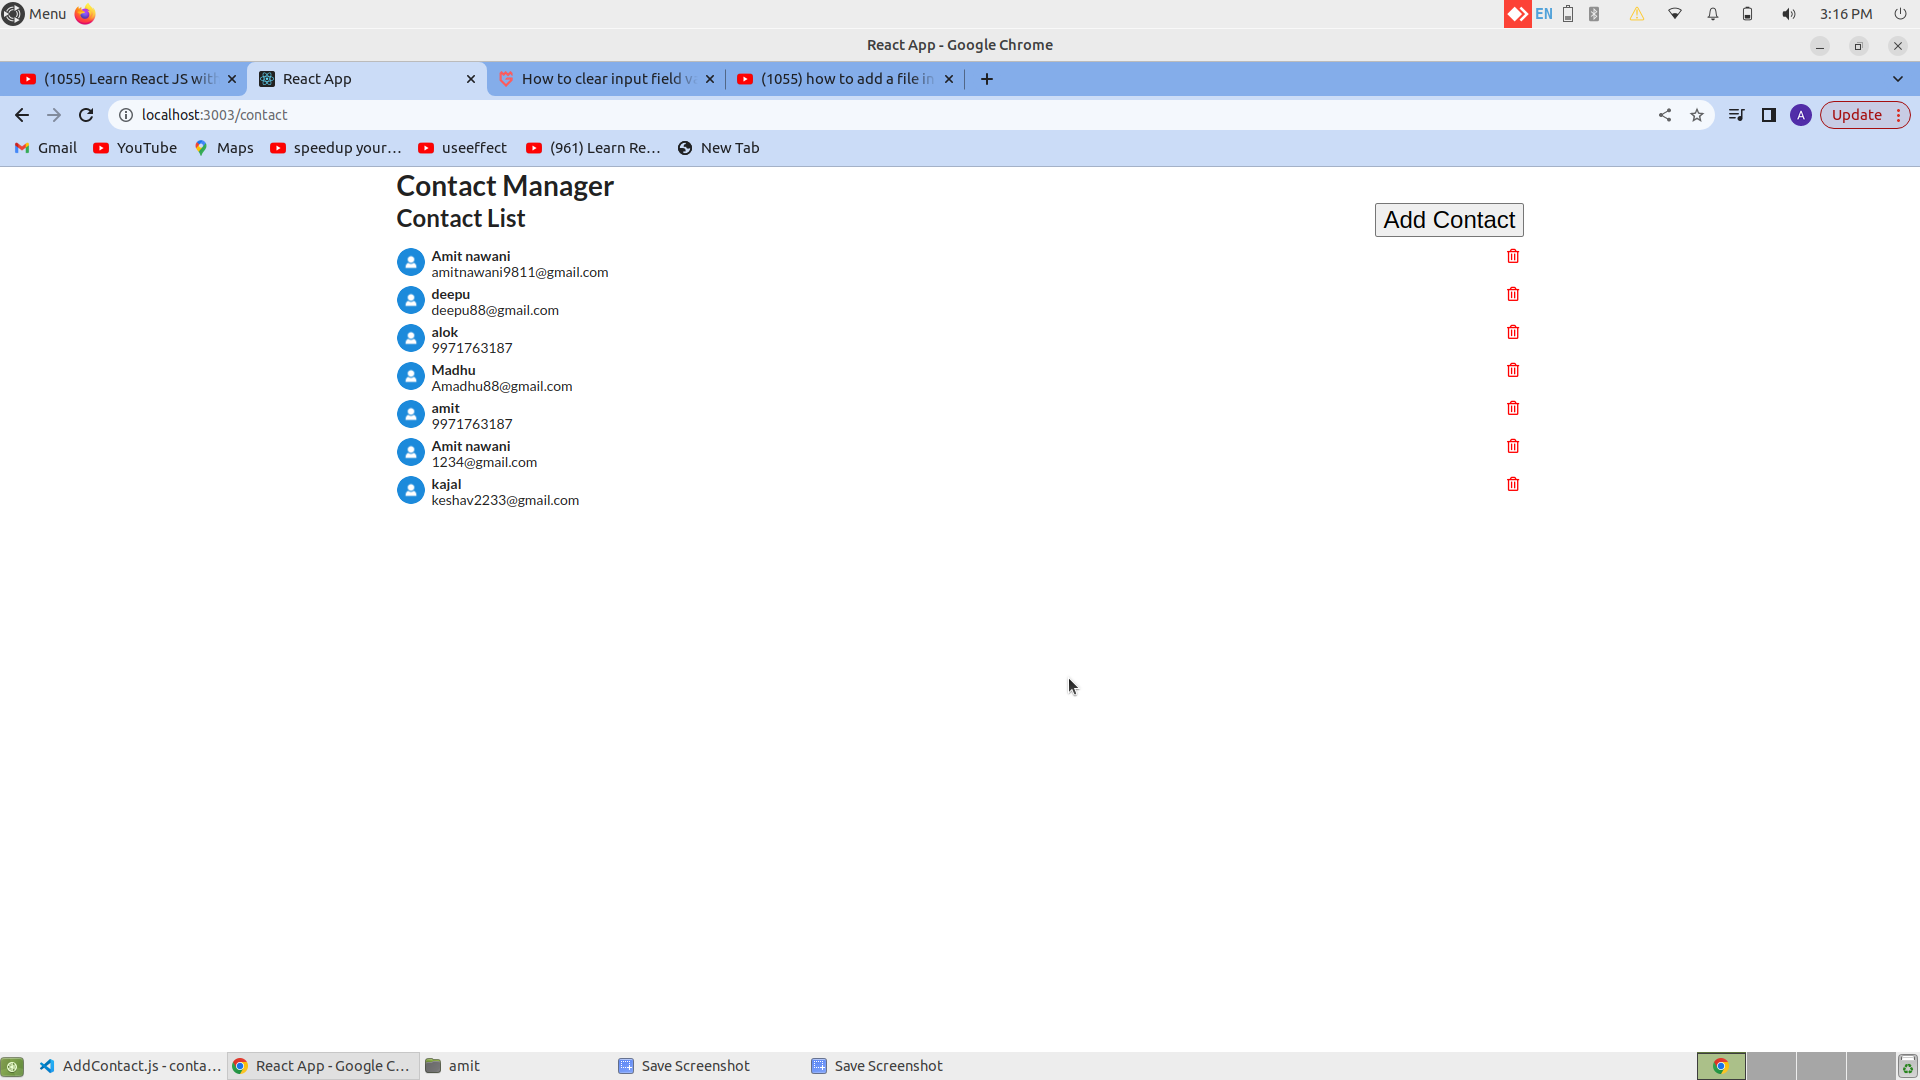 Menu
EN
3:16 PM
React App - Google Chrome
(1055) Learn React JS with
React App
How to clear input field va
(1055) how to add a file in
localhost:3003/contact
A
Update
Gmail
YouTube
Maps
speedup your...
useeffect
(961) Learn Re...
New Tab
Contact Manager
Contact List
Add Contact
Amit nawani
amitnawani9811@gmail.com
deepu
deepu88@gmail.com
alok
9971763187
Madhu
Amadhu88@gmail.com
amit
9971763187
Amit nawani
1234@gmail.com
kajal
keshav2233@gmail.com
AddContact.js - conta...
React App - Google C...
amit
Save Screenshot
Save Screenshot